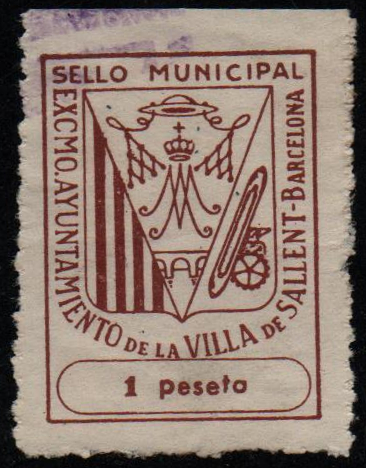 SELLO MUNICIPAL
EXCMO. AYUNTAMIENTO DE LA VILLA DE SALLENT-BARCELONA
1 peseta